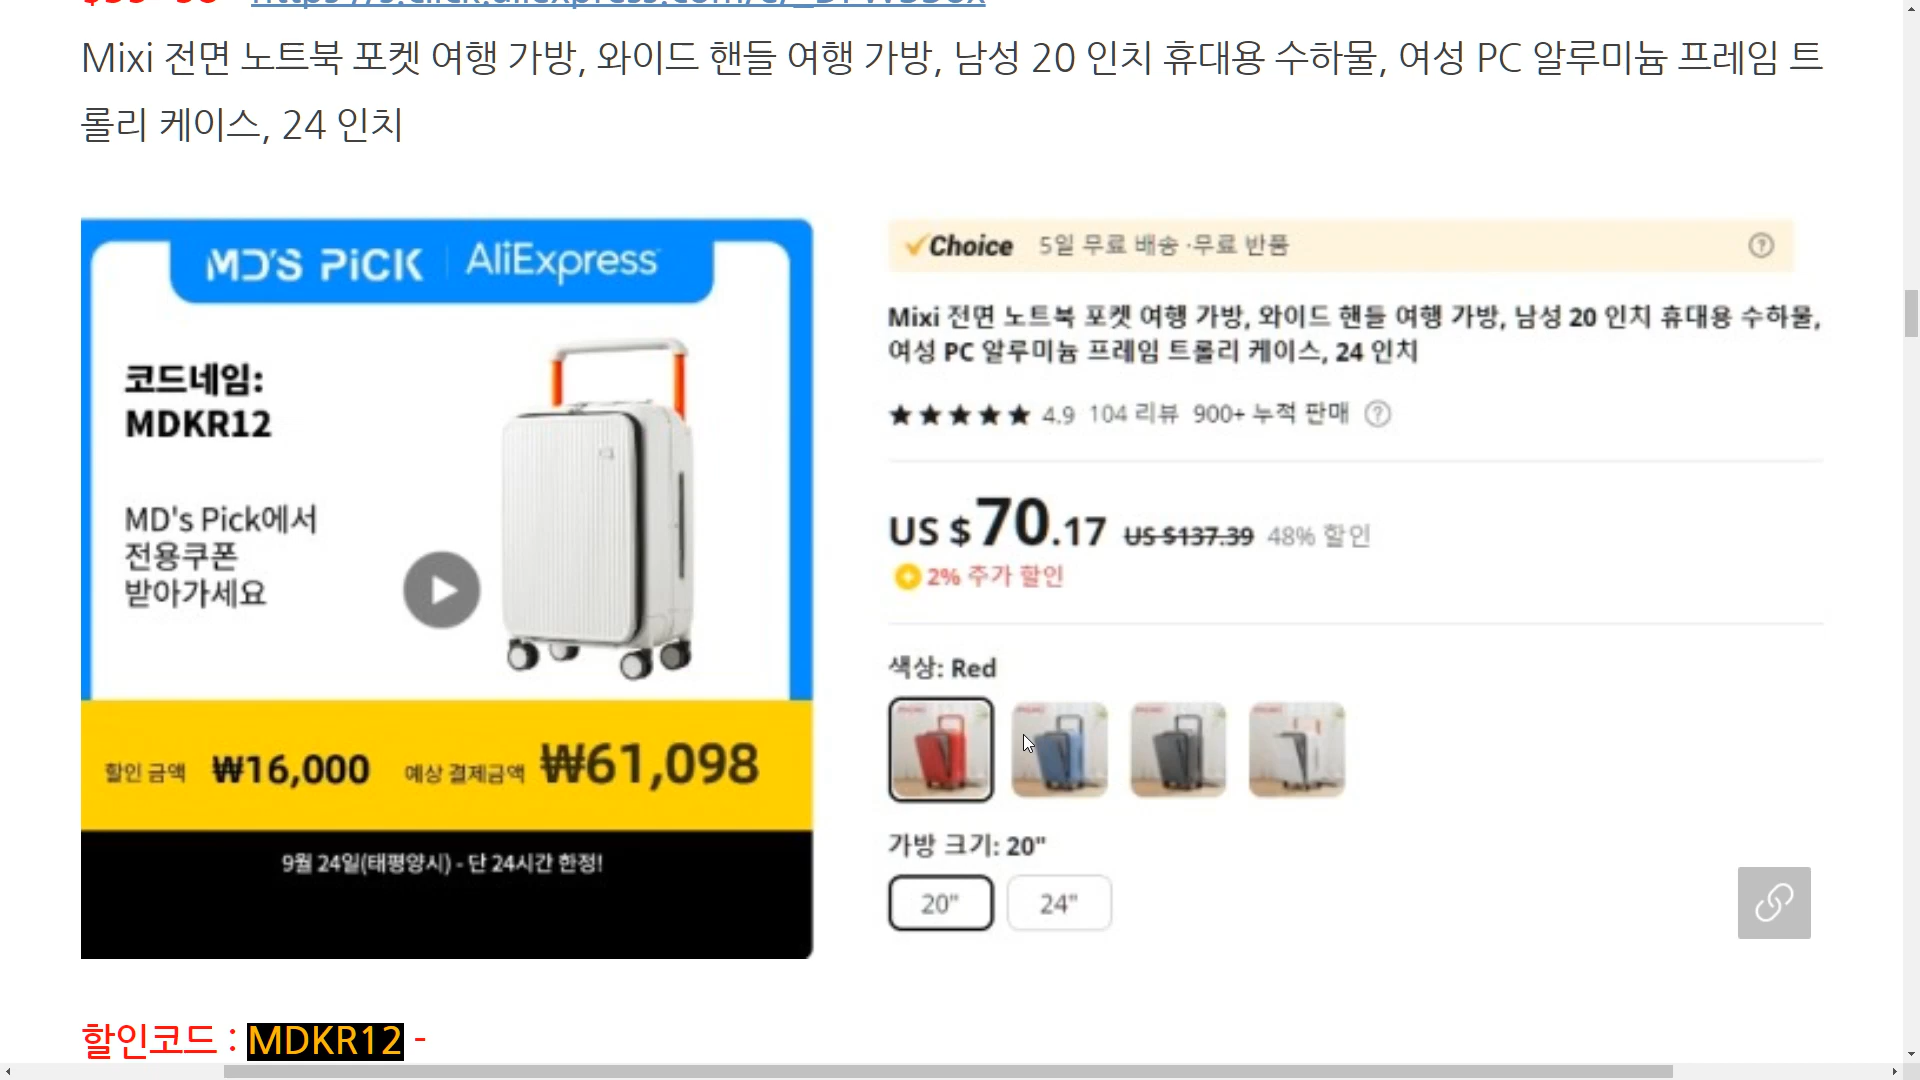 Mixi 전면 노트북 포켓 여행 가방, 와이드 핸들 여행 가방, 남성 20 인치 휴대용 수하물, 여성 PC 알루미늄 프레임 트
롤리 케이스, 24 인치
MD'S PiCK | AliExpress
코드네임:
MDKR12
MD's Pick에서
전용쿠폰
받아가세요
할인 금액 ₩16,000 예상 결제금액 ₩61,098
9월 24일(태평양시) - 단 24시간 한정!
Choice 5일 무료 배송 ·무료 반품
Mixi 전면 노트북 포켓 여행 가방, 와이드 핸들 여행 가방, 남성 20 인치 휴대용 수하물,
여성 PC 알루미늄 프레임 트롤리 케이스, 24 인치
4.9 104 리뷰 900+ 누적 판매
US $70.17 US $137.39 48% 할인
2% 추가 할인
색상: Red
가방 크기: 20"
20" 24"
할인코드 : MDKR12 -